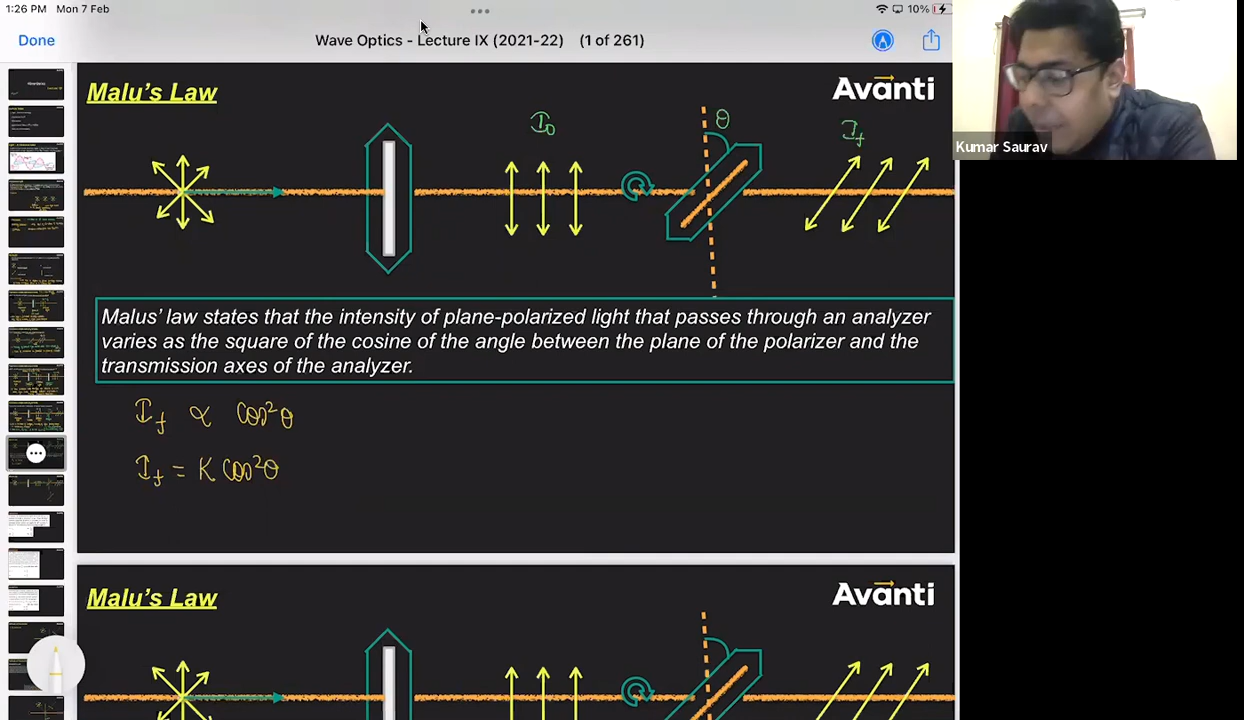 1:26 PM Mon 7 Feb
10%
Done
Wave Optics - Lecture IX (2021-22) (1 of 261)
Malu's Law
Avanti
I₀
θ
I_f
Kumar Saurav
Malus' law states that the intensity of plane-polarized light that passes through an analyzer
varies as the square of the cosine of the angle between the plane of the polarizer and the
transmission axes of the analyzer.
I_f ∝ Cos²θ
I_f = K Cos²θ
Malu's Law
Avanti